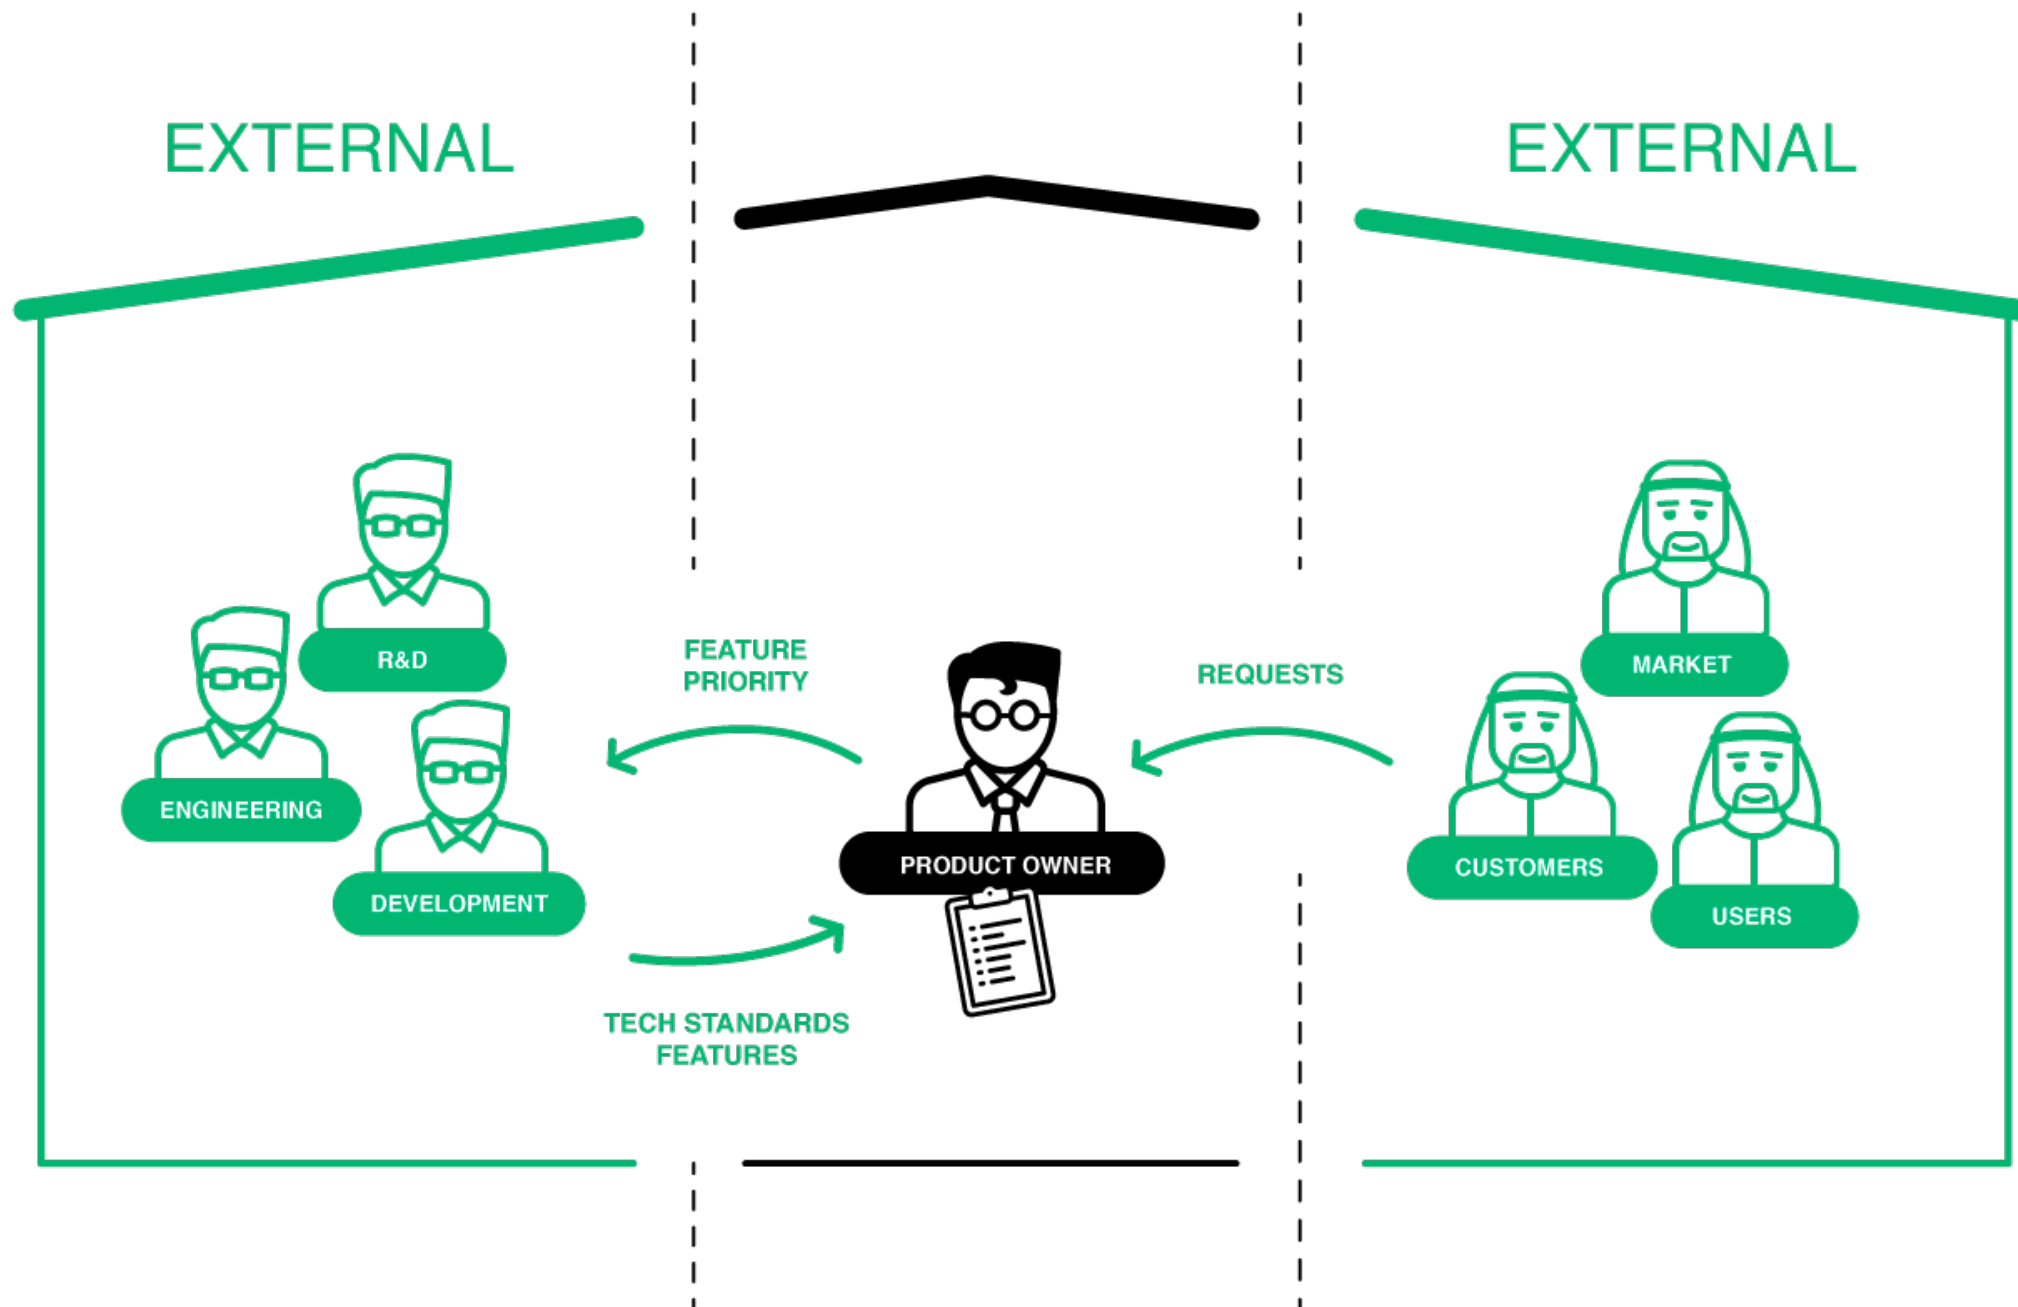 EXTERNAL
EXTERNAL
R&D
ENGINEERING
DEVELOPMENT
FEATURE
PRIORITY
TECH STANDARDS
FEATURES
PRODUCT OWNER
REQUESTS
MARKET
CUSTOMERS
USERS